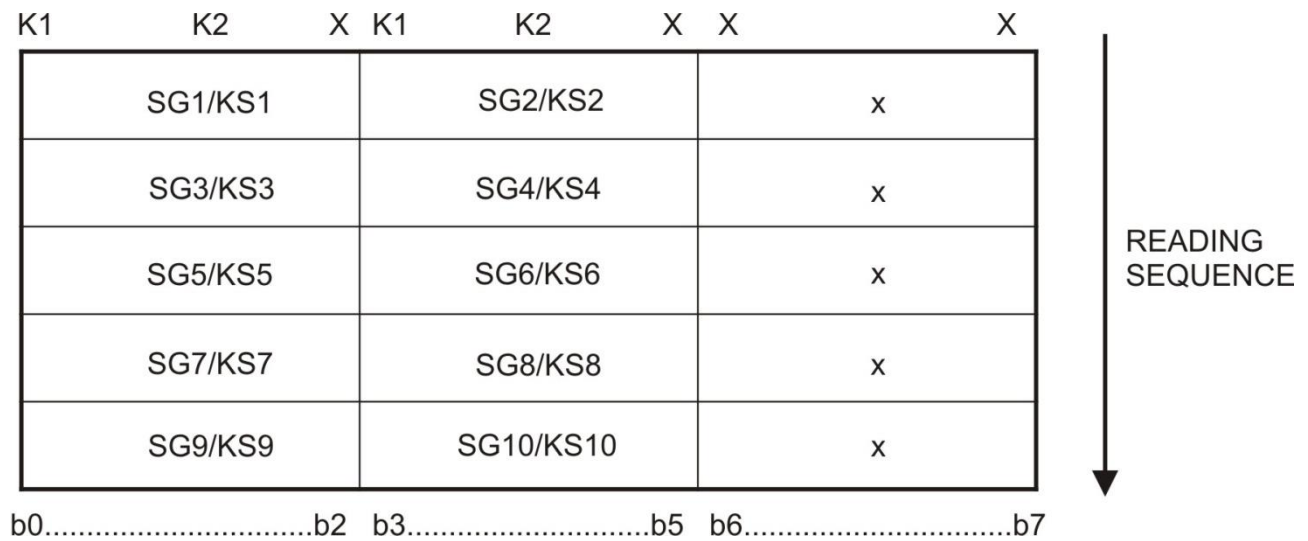 K1 K2 X K1 K2 X X X
SG1/KS1 SG2/KS2 x
SG3/KS3 SG4/KS4 x
SG5/KS5 SG6/KS6 x
SG7/KS7 SG8/KS8 x
SG9/KS9 SG10/KS10 x
b0................................b2 b3..........................b5 b6..............................b7
READING
SEQUENCE